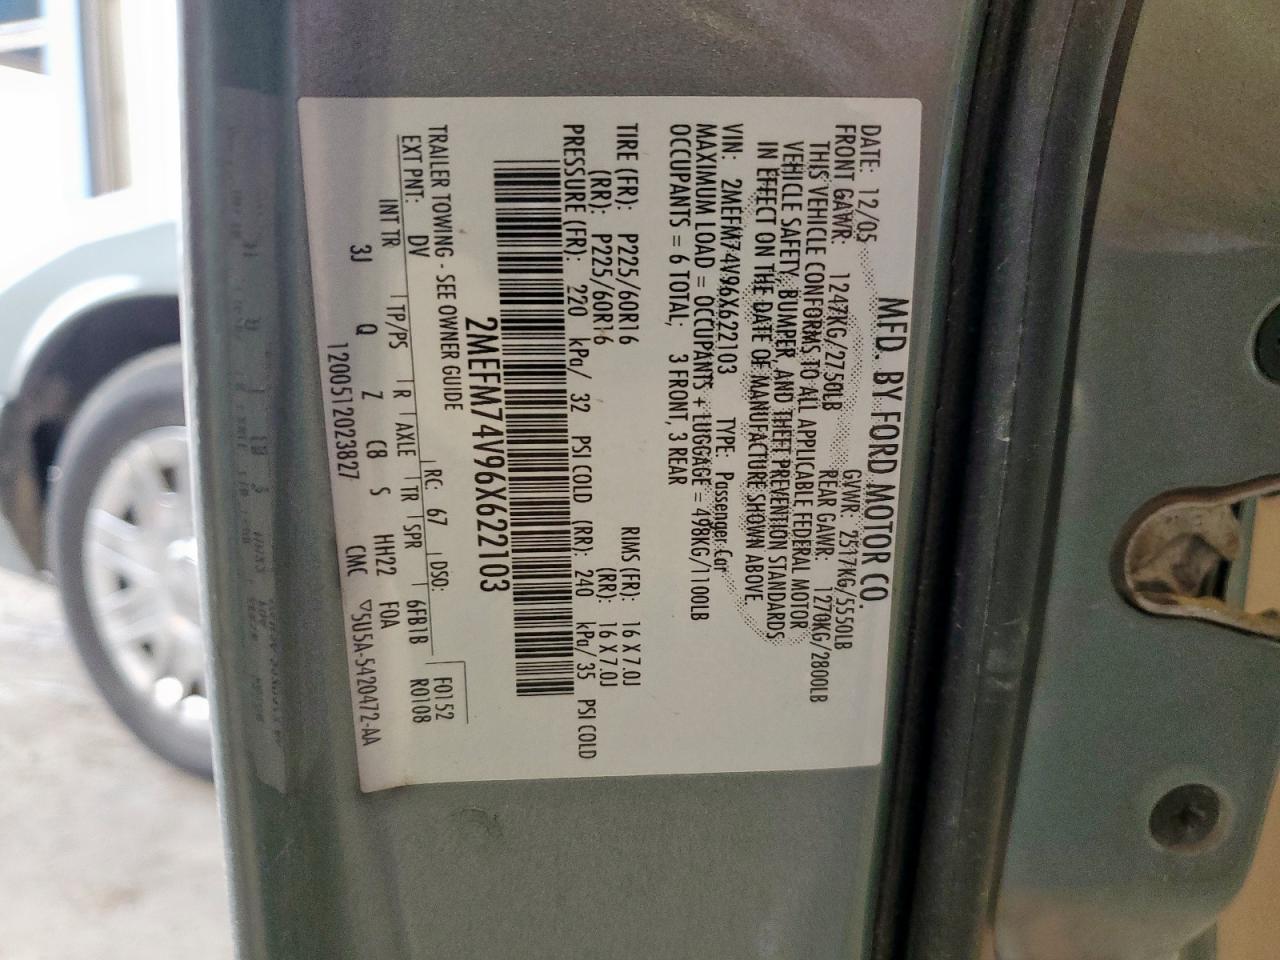 MFD. BY FORD MOTOR CO.
DATE: 12/05 GVWR: 2517KG/5550LB
FRONT GAWR: 1247KG/2750LB REAR GAWR: 1270KG/2800LB
THIS VEHICLE CONFORMS TO ALL APPLICABLE FEDERAL MOTOR
VEHICLE SAFETY, BUMPER, AND THEFT PREVENTION STANDARDS
IN EFFECT ON THE DATE OF MANUFACTURE SHOWN ABOVE.
VIN: 2MEFM74V96X622103 TYPE: Passenger Car
MAXIMUM LOAD = OCCUPANTS + LUGGAGE = 498KG/1100LB
OCCUPANTS = 6 TOTAL, 3 FRONT, 3 REAR
TIRE (FR): P225/60R16 RIMS (FR): 16 X 7.0J
(RR): P225/60R16 (RR): 16 X 7.0J
PRESSURE (FR): 220 kPa/ 32 PSI COLD (RR): 240 kPa/ 35 PSI COLD
2MEFM74V96X622103
TRAILER TOWING - SEE OWNER GUIDE
F0152
EXT PNT: DV RC: 67 DSO: R0108
INT TR TP/PS R AXLE TR SPR 6FB1B
3J Q Z C8 S HH22 F0A
1200512023827 CMC ▽5U5A-5420472-AA